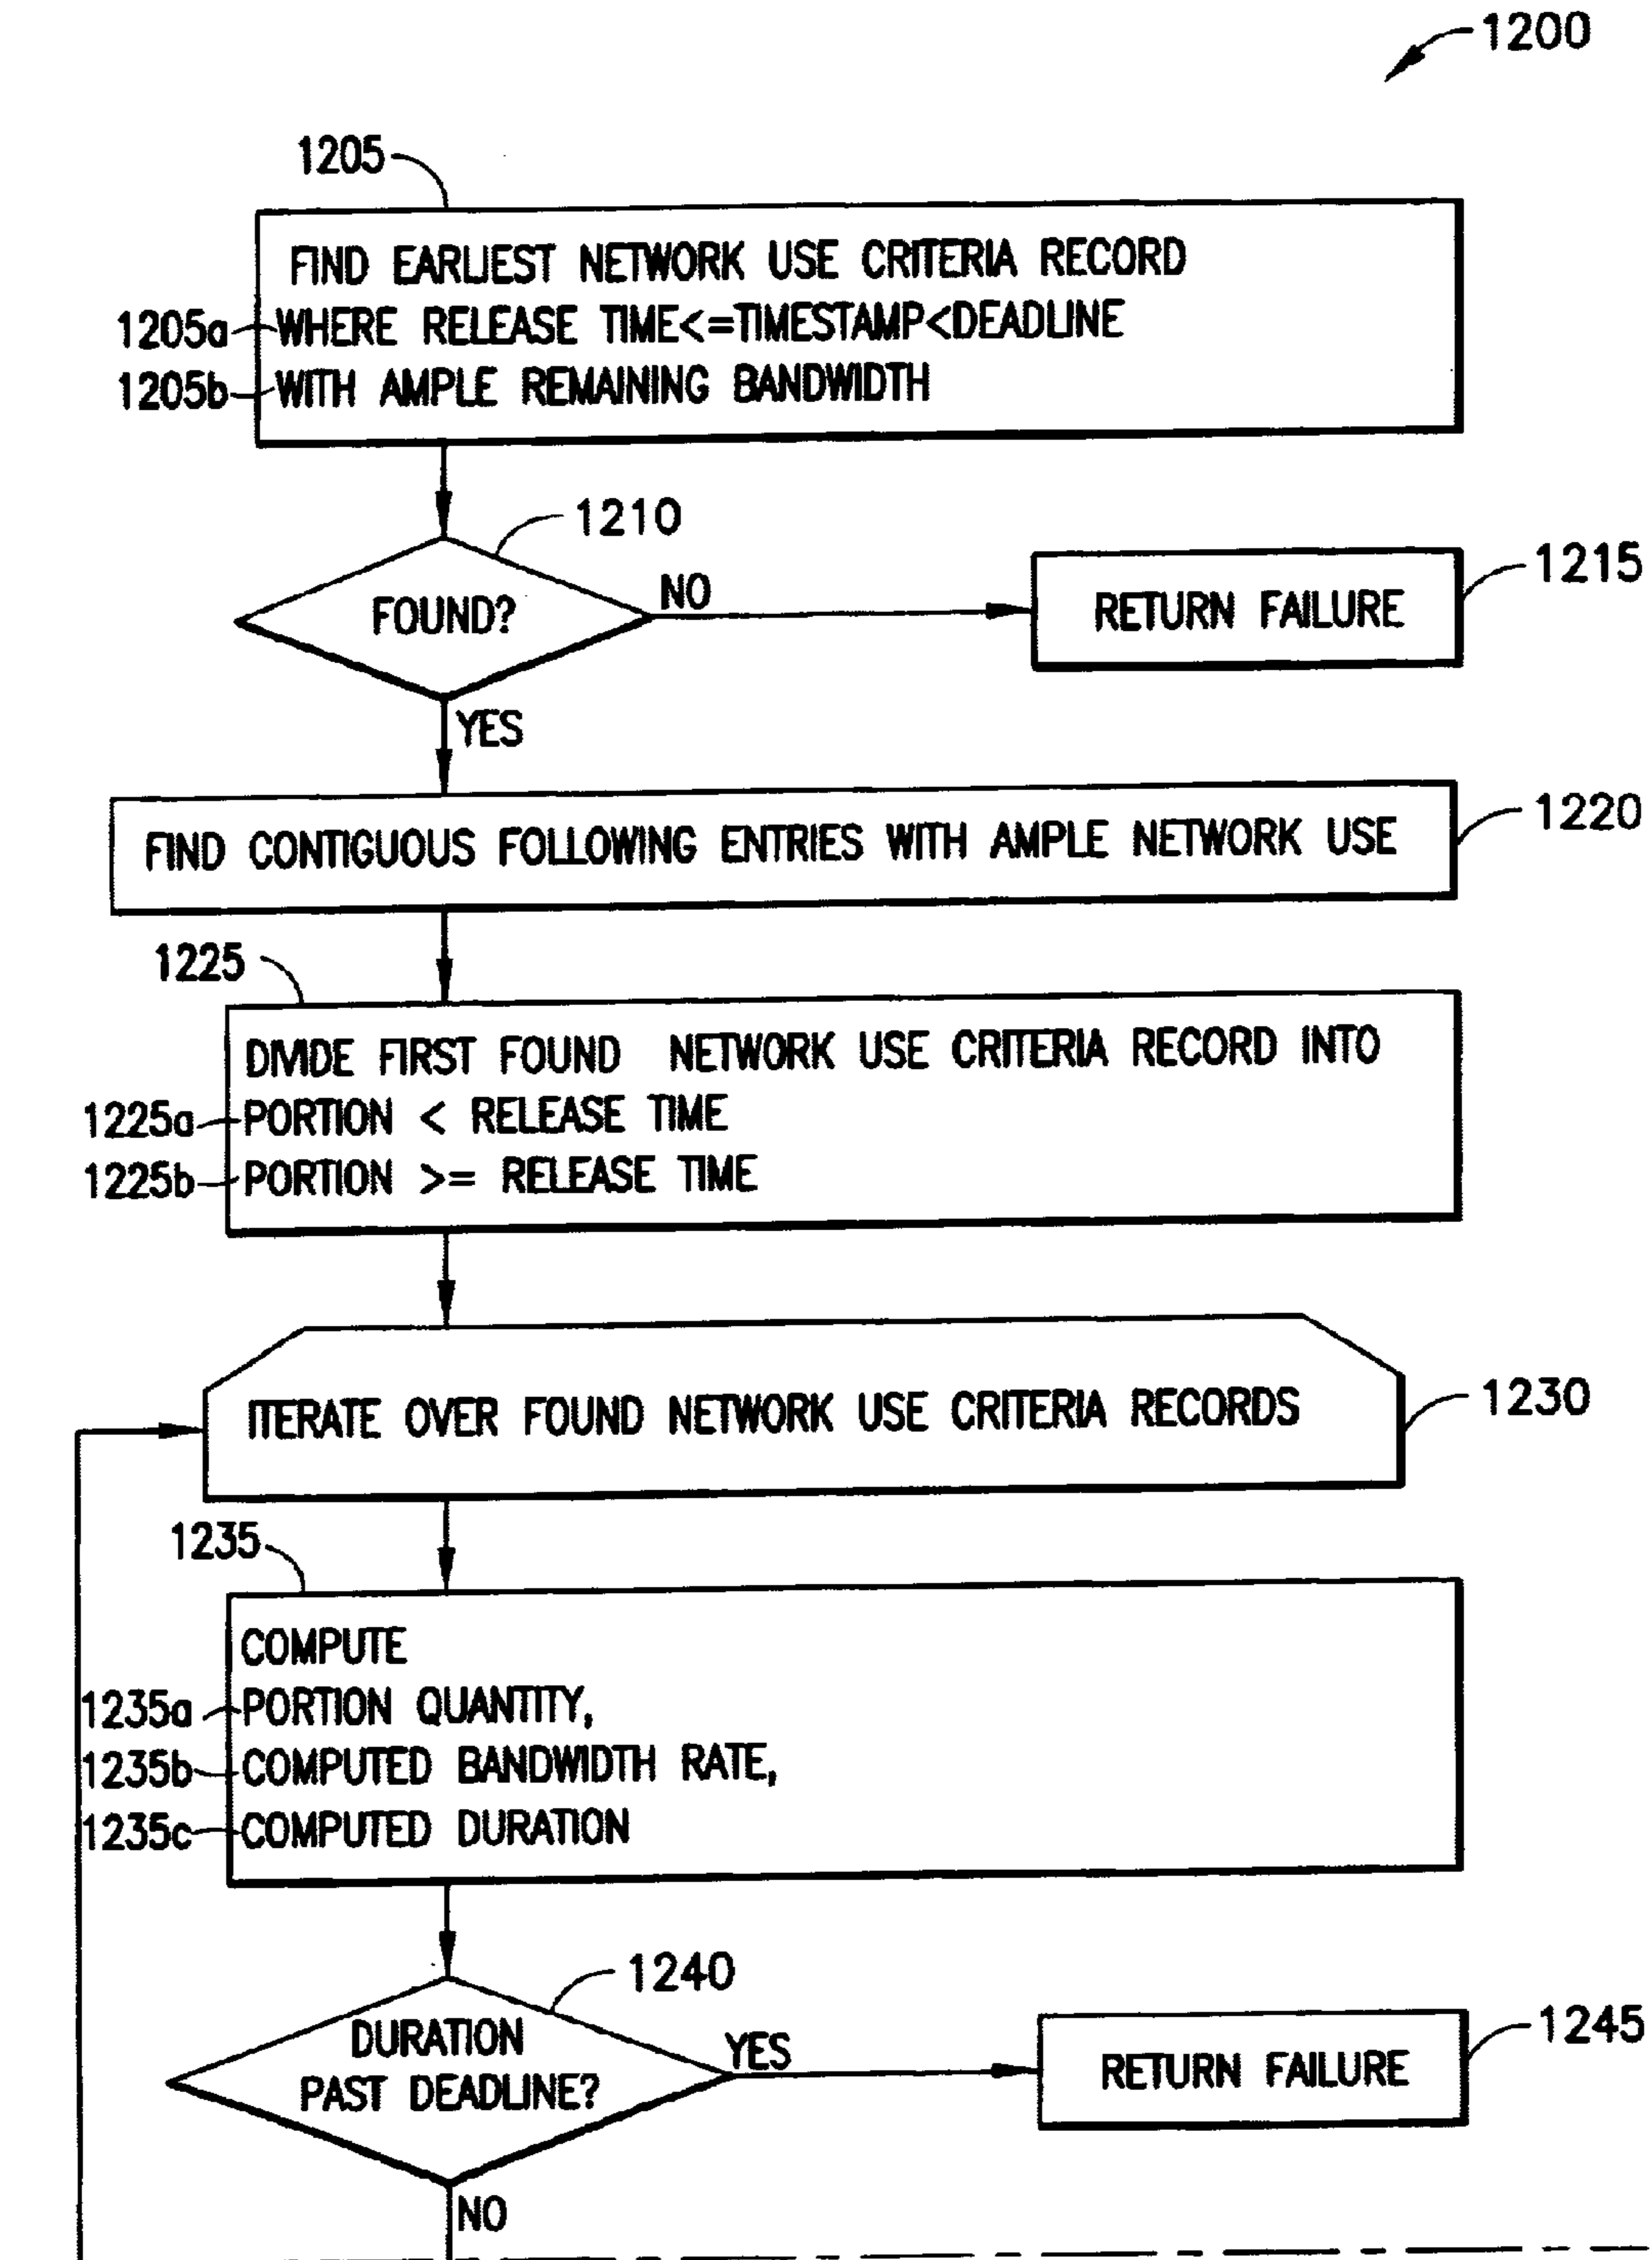 1200
1205
FIND EARLIEST NETWORK USE CRITERIA RECORD
1205a WHERE RELEASE TIME<=TIMESTAMP<DEADLINE
1205b WITH AMPLE REMAINING BANDWIDTH
1210
FOUND?
NO
RETURN FAILURE
1215
YES
FIND CONTIGUOUS FOLLOWING ENTRIES WITH AMPLE NETWORK USE
1220
1225
DIVIDE FIRST FOUND NETWORK USE CRITERIA RECORD INTO
1225a PORTION < RELEASE TIME
1225b PORTION >= RELEASE TIME
ITERATE OVER FOUND NETWORK USE CRITERIA RECORDS
1230
1235
COMPUTE
1235a PORTION QUANTITY,
1235b COMPUTED BANDWIDTH RATE,
1235c COMPUTED DURATION
1240
DURATION
PAST DEADLINE?
YES
RETURN FAILURE
1245
NO